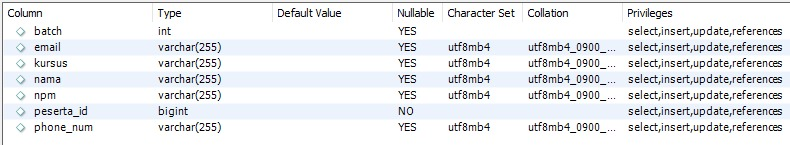 Column Type Default Value Nullable Character Set Collation Privileges
batch int YES select,insert,update,references
email varchar(255) YES utf8mb4 utf8mb4_0900_... select,insert,update,references
kursus varchar(255) YES utf8mb4 utf8mb4_0900_... select,insert,update,references
nama varchar(255) YES utf8mb4 utf8mb4_0900_... select,insert,update,references
npm varchar(255) YES utf8mb4 utf8mb4_0900_... select,insert,update,references
peserta_id bigint NO select,insert,update,references
phone_num varchar(255) YES utf8mb4 utf8mb4_0900_... select,insert,update,references